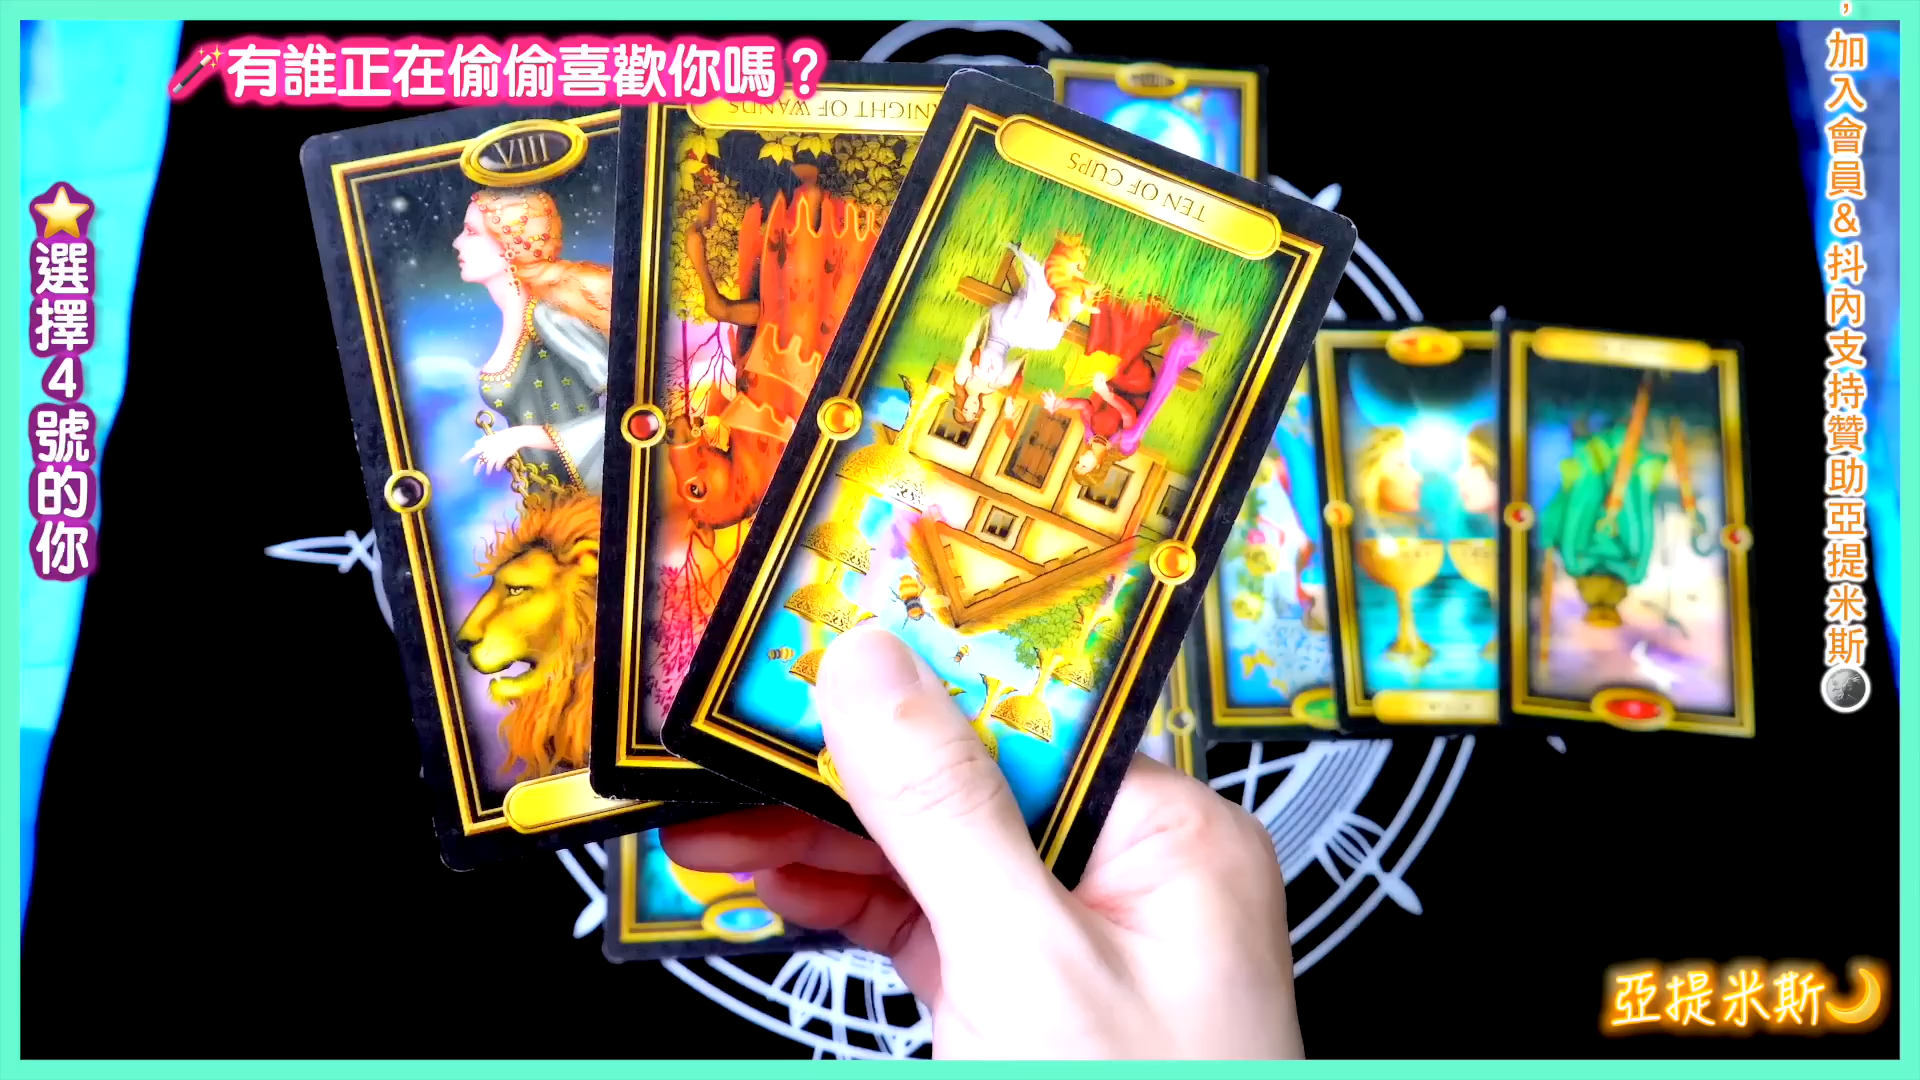 有誰正在偷偷喜歡你嗎？
選擇4號的你
，加入會員&抖內支持贊助亞提米斯
VIII
KNIGHT OF WANDS
TEN OF CUPS
亞提米斯